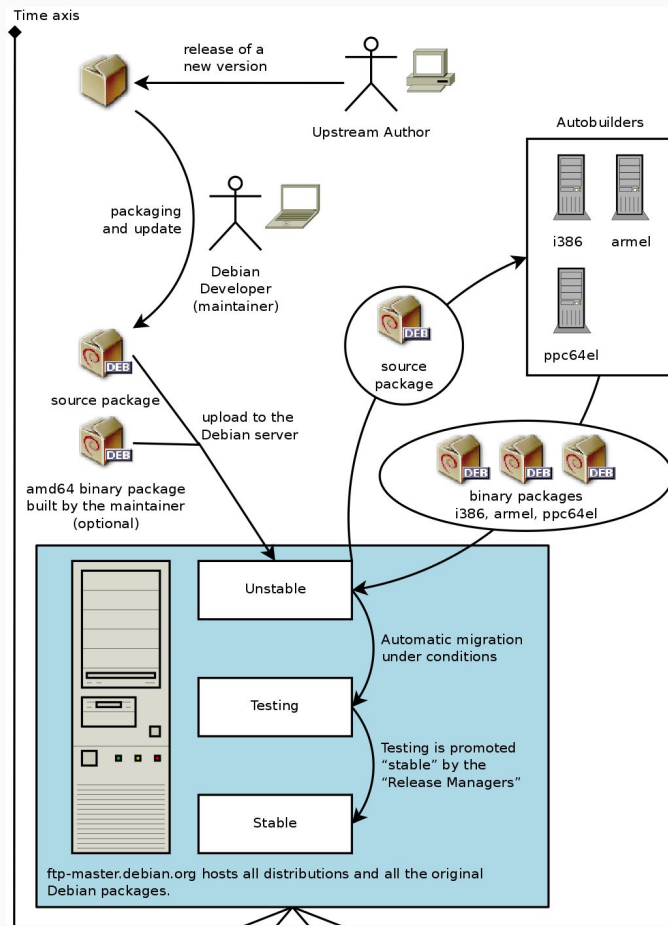 Time axis
release of a
new version
Upstream Author
Autobuilders
i386
armel
ppc64el
packaging
and update
Debian
Developer
(maintainer)
DEB
source
package
DEB
source package
upload to the
Debian server
DEB
amd64 binary package
built by the maintainer
(optional)
DEB
DEB
DEB
binary packages
i386, armel, ppc64el
Unstable
Automatic migration
under conditions
Testing
Testing is promoted
“stable” by the
“Release Managers”
Stable
ftp-master.debian.org hosts all distributions and all the original
Debian packages.